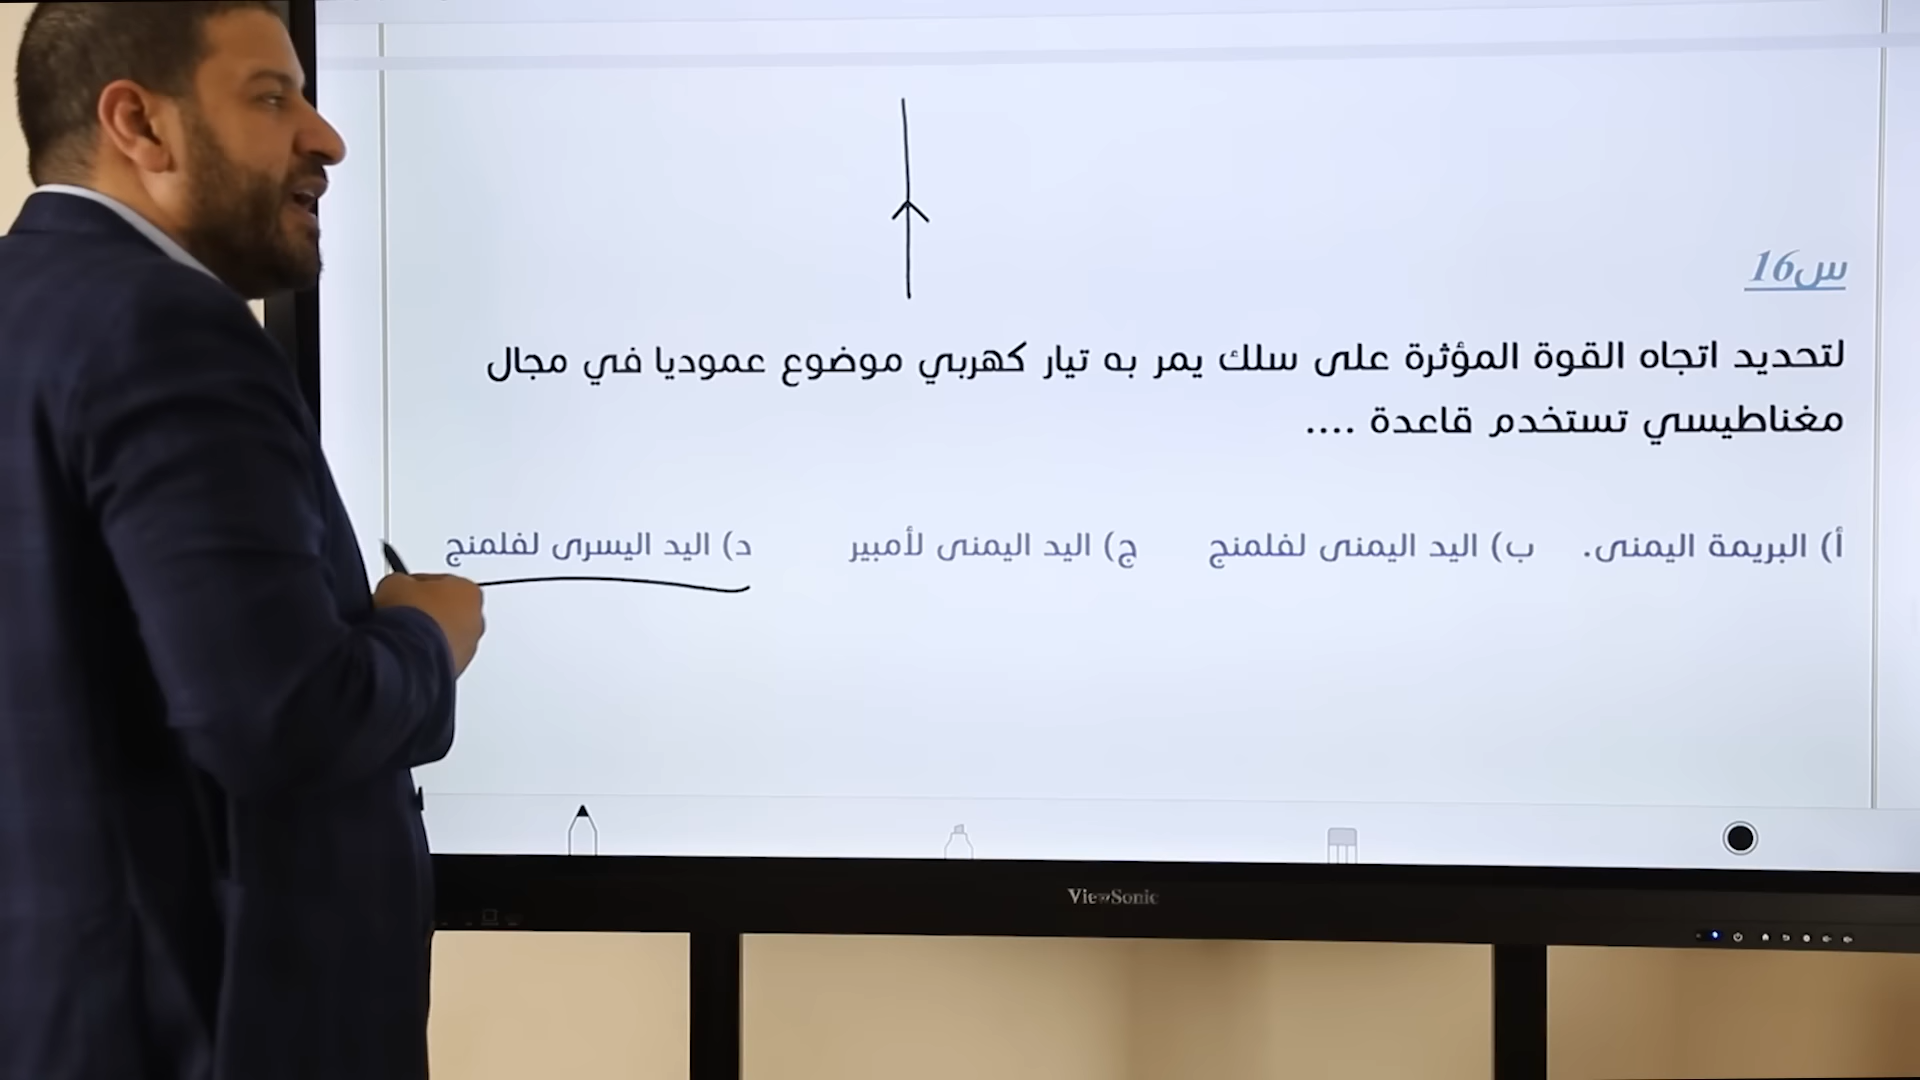 س16
لتحديد اتجاه القوة المؤثرة على سلك يمر به تيار كهربي موضوع عموديا في مجال
مغناطيسي تستخدم قاعدة ....
أ) البريمة اليمنى. ب) اليد اليمنى لفلمنج ج) اليد اليمنى لأمبير د) اليد اليسرى لفلمنج
ViewSonic